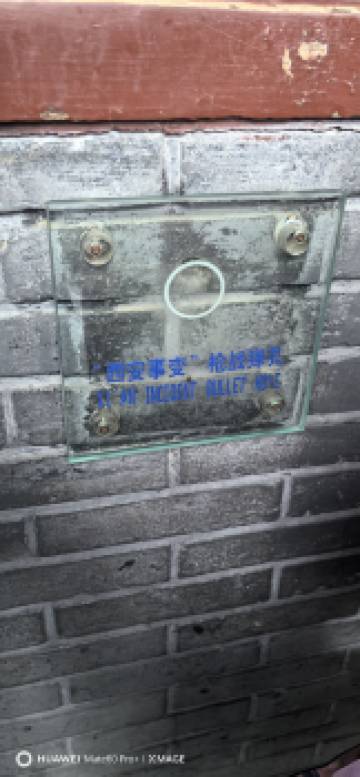 "西安事变"枪战弹孔
XI'AN INCIDENT BULLET HOLE
HUAWEI Mate60 Pro+ | XMAGE